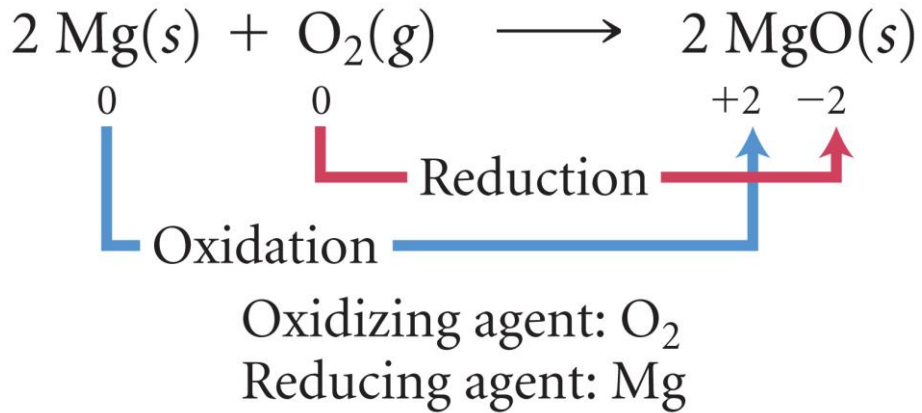 2 Mg(s) + O₂(g) ⟶ 2 MgO(s)
0 0 +2 −2
Reduction
Oxidation
Oxidizing agent: O₂
Reducing agent: Mg